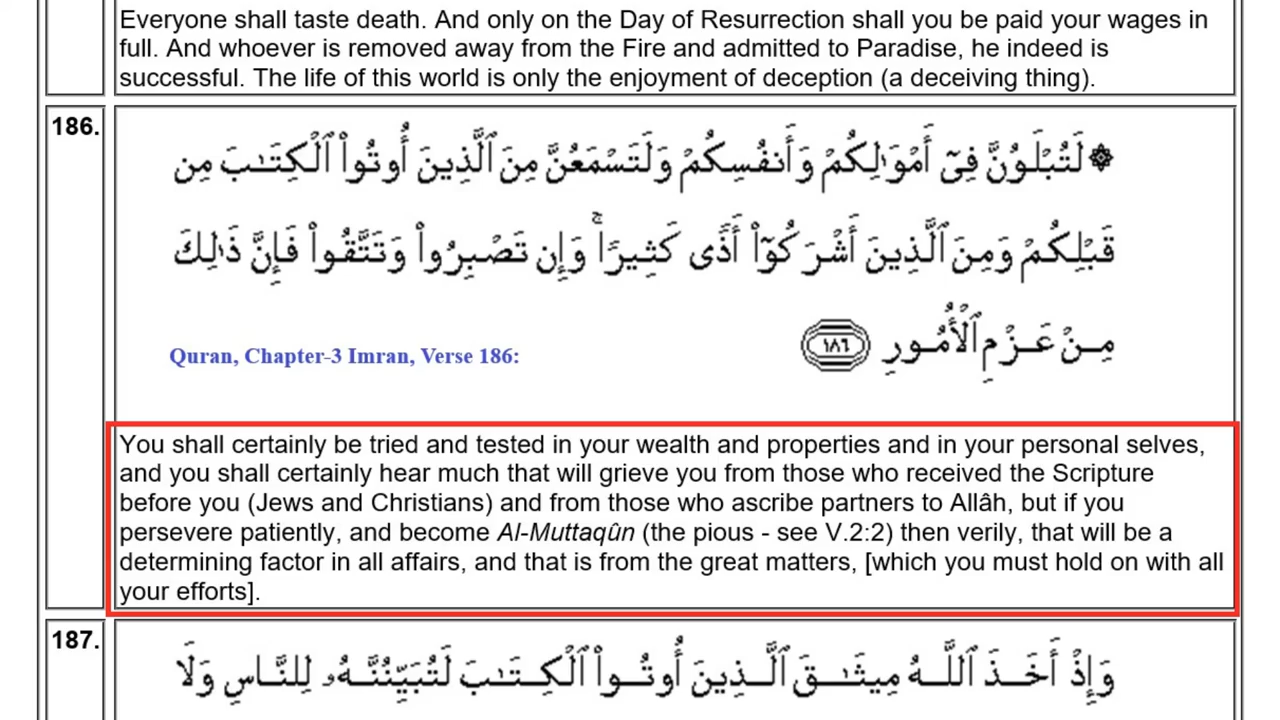 Everyone shall taste death. And only on the Day of Resurrection shall you be paid your wages in
full. And whoever is removed away from the Fire and admitted to Paradise, he indeed is
successful. The life of this world is only the enjoyment of deception (a deceiving thing).
186.
۞ لَتُبْلَوُنَّ فِىٓ أَمْوَٰلِكُمْ وَأَنفُسِكُمْ وَلَتَسْمَعُنَّ مِنَ ٱلَّذِينَ أُوتُوا۟ ٱلْكِتَـٰبَ مِن
قَبْلِكُمْ وَمِنَ ٱلَّذِينَ أَشْرَكُوٓا۟ أَذًى كَثِيرًا ۚ وَإِن تَصْبِرُوا۟ وَتَتَّقُوا۟ فَإِنَّ ذَٰلِكَ
مِنْ عَزْمِ ٱلْأُمُورِ ١٨٦
Quran, Chapter-3 Imran, Verse 186:
You shall certainly be tried and tested in your wealth and properties and in your personal selves,
and you shall certainly hear much that will grieve you from those who received the Scripture
before you (Jews and Christians) and from those who ascribe partners to Allâh, but if you
persevere patiently, and become Al-Muttaqûn (the pious - see V.2:2) then verily, that will be a
determining factor in all affairs, and that is from the great matters, [which you must hold on with all
your efforts].
187.
وَإِذْ أَخَذَ ٱللَّهُ مِيثَـٰقَ ٱلَّذِينَ أُوتُوا۟ ٱلْكِتَـٰبَ لَتُبَيِّنُنَّهُۥ لِلنَّاسِ وَلَا